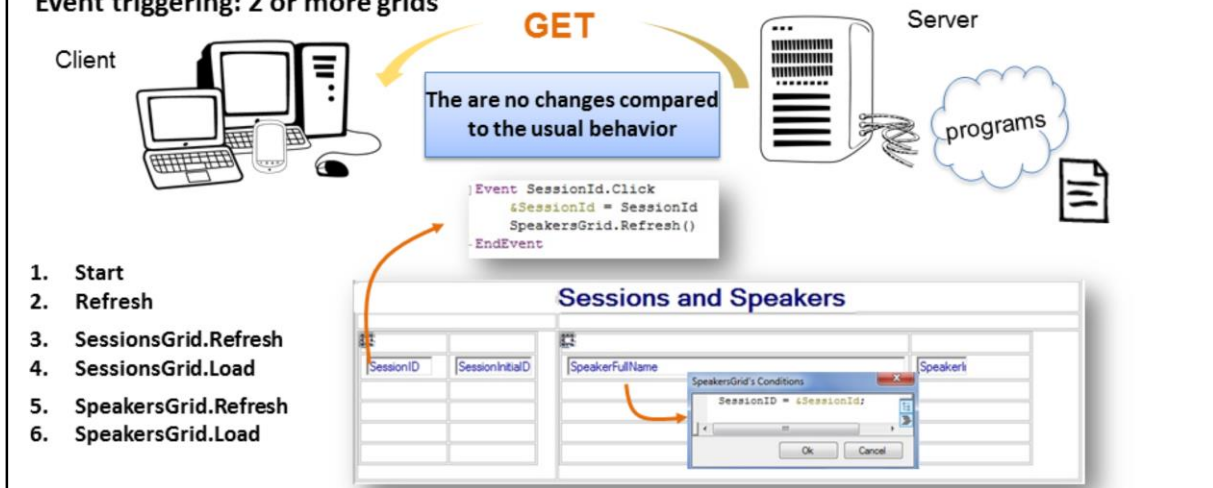 Event triggering: 2 or more grids
GET
Server
Client
The are no changes compared
to the usual behavior
programs
Event SessionId.Click
&SessionId = SessionId
SpeakersGrid.Refresh()
EndEvent
1. Start
2. Refresh
3. SessionsGrid.Refresh
4. SessionsGrid.Load
5. SpeakersGrid.Refresh
6. SpeakersGrid.Load
Sessions and Speakers
SessionID
SessionInitialD
SpeakerFullName
SpeakerI
SpeakersGrid's Conditions
SessionID = &SessionId;
Ok
Cancel